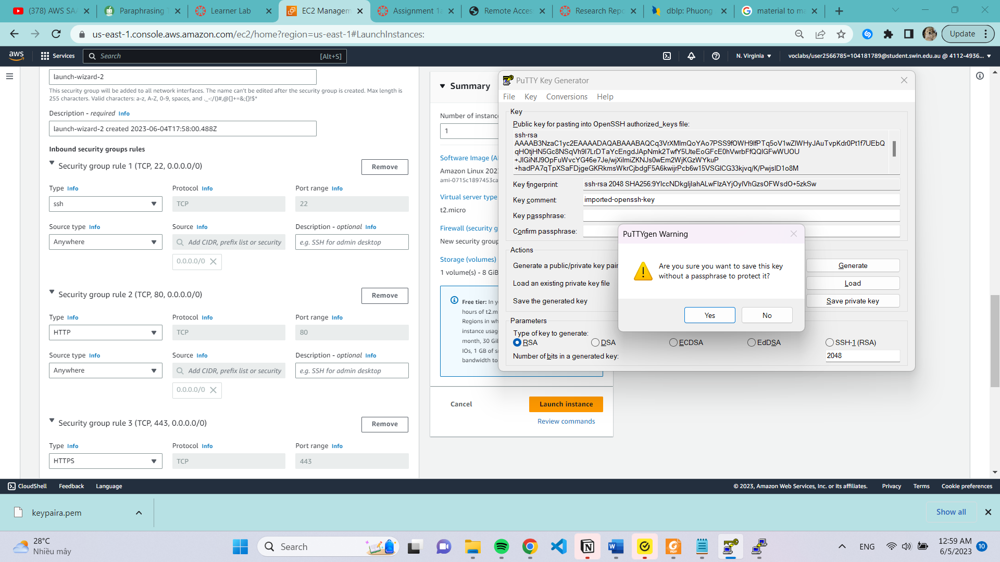 (378) AWS SAA
Paraphrasing T
Learner Lab
EC2 Managem
Assignment 1a
Remote Acces
Research Repo
dblp: Phuong
material to ma
us-east-1.console.aws.amazon.com/ec2/home?region=us-east-1#LaunchInstances:
Update
aws
Services
Search
[Alt+S]
N. Virginia
voclabs/user2566785=104181789@student.swin.edu.au @ 4112-4936...
launch-wizard-2
This security group will be added to all network interfaces. The name can't be edited after the security group is created. Max length is
255 characters. Valid characters: a-z, A-Z, 0-9, spaces, and ._-:/()#,@[]+=&;{}!$*
Description - required Info
launch-wizard-2 created 2023-06-04T17:58:00.488Z
Inbound security groups rules
Security group rule 1 (TCP, 22, 0.0.0.0/0)
Remove
Type Info
Protocol Info
Port range Info
ssh
TCP
22
Source type Info
Source Info
Description - optional Info
Anywhere
Add CIDR, prefix list or security
e.g. SSH for admin desktop
0.0.0.0/0
Security group rule 2 (TCP, 80, 0.0.0.0/0)
Remove
Type Info
Protocol Info
Port range Info
HTTP
TCP
80
Source type Info
Source Info
Description - optional Info
Anywhere
Add CIDR, prefix list or security
e.g. SSH for admin desktop
0.0.0.0/0
Security group rule 3 (TCP, 443, 0.0.0.0/0)
Remove
Type Info
Protocol Info
Port range Info
HTTPS
TCP
443
Summary
Number of instanc
1
Software Image (A
Amazon Linux 202
ami-0715c1897453ca
Virtual server type
t2.micro
Firewall (security g
New security group
Storage (volumes)
1 volume(s) - 8 GiB
Free tier: In y
hours of t2.m
Regions in wh
instance usag
month, 30 GiB
IOs, 1 GB of s
bandwidth to
Cancel
Launch instance
Review commands
PuTTY Key Generator
File Key Conversions Help
Key
Public key for pasting into OpenSSH authorized_keys file:
ssh-rsa
Key fingerprint:
Key comment:
imported-openssh-key
Key passphrase:
Confirm passphrase:
Actions
Generate a public/private key pair
Generate
Load an existing private key file
Load
Save the generated key
Save private key
Parameters
Type of key to generate:
RSA
DSA
ECDSA
EdDSA
SSH-1 (RSA)
Number of bits in a generated key:
2048
PuTTYgen Warning
Are you sure you want to save this key
without a passphrase to protect it?
Yes
No
CloudShell
Feedback
Language
© 2023, Amazon Web Services, Inc. or its affiliates.
Privacy
Terms
Cookie preferences
keypaira.pem
Show all
28°C
Nhiều mây
Search
ENG
12:59 AM
6/5/2023
10